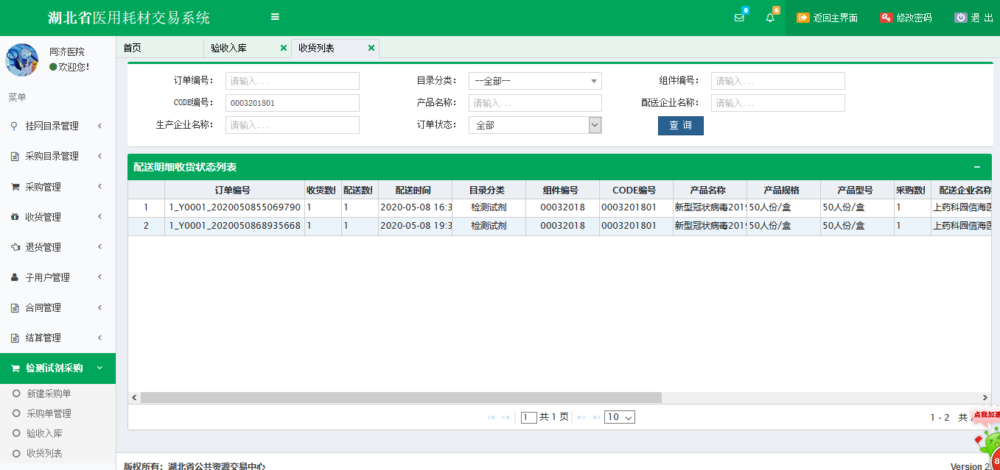 湖北省医用耗材交易系统
0
6
返回主界面
修改密码
退 出
同济医院
欢迎您!
菜单
挂网目录管理
采购目录管理
采购管理
收货管理
退货管理
子用户管理
合同管理
结算管理
检测试剂采购
新建采购单
采购单管理
验收入库
收货列表
首页
验收入库
收货列表
订单编号： 请输入...
目录分类： --全部--
组件编号： 请输入...
CODE编号： 0003201801
产品名称： 请输入...
配送企业名称： 请输入...
生产企业名称： 请输入...
订单状态： 全部
查 询
配送明细收货状态列表
订单编号 收货数量 配送数量 配送时间 目录分类 组件编号 CODE编号 产品名称 产品规格 产品型号 采购数量 配送企业名称
1 1_Y0001_2020050855069790 1 1 2020-05-08 16:3 检测试剂 00032018 0003201801 新型冠状病毒2019 50人份/盒 50人份/盒 1 上药科园信海医
2 1_Y0001_2020050868935668 1 1 2020-05-08 19:3 检测试剂 00032018 0003201801 新型冠状病毒2019 50人份/盒 50人份/盒 1 上药科园信海医
1 共 1 页
10
1 - 2 共
点我加速
版权所有：湖北省公共资源交易中心
Version 2.